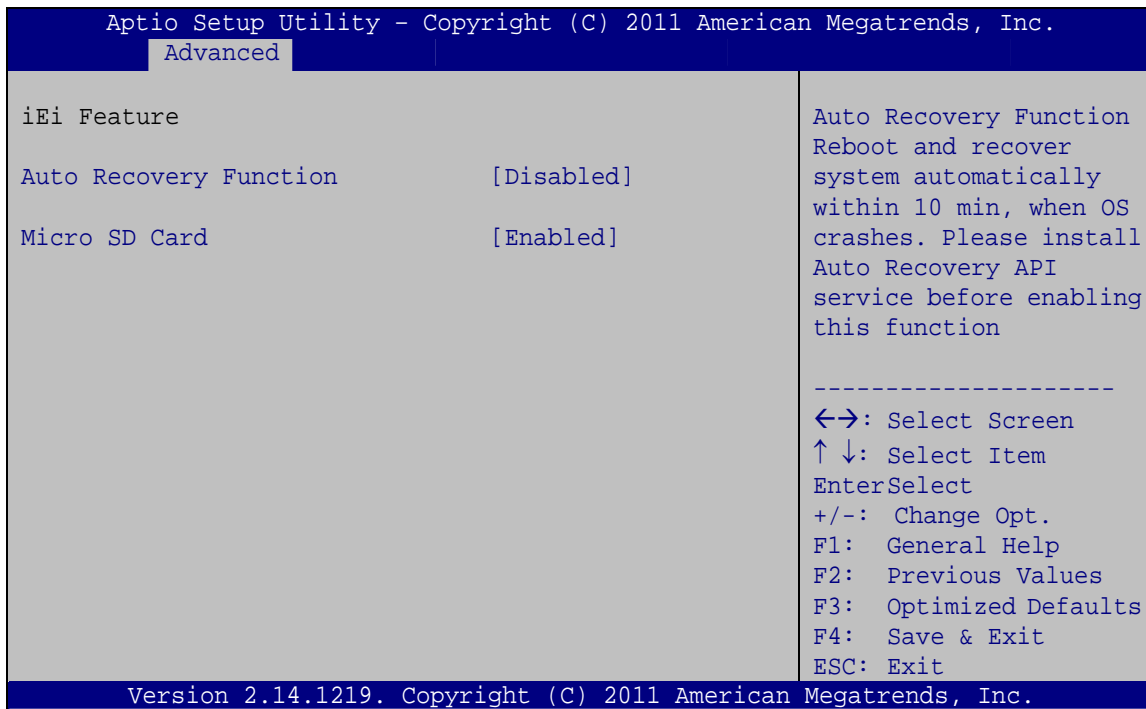 Aptio Setup Utility – Copyright (C) 2011 American Megatrends, Inc.
Advanced
iEi Feature
Auto Recovery Function [Disabled]
Micro SD Card [Enabled]
Auto Recovery Function
Reboot and recover
system automatically
within 10 min, when OS
crashes. Please install
Auto Recovery API
service before enabling
this function
---------------------
←→: Select Screen
↑ ↓: Select Item
EnterSelect
+/-: Change Opt.
F1: General Help
F2: Previous Values
F3: Optimized Defaults
F4: Save & Exit
ESC: Exit
Version 2.14.1219. Copyright (C) 2011 American Megatrends, Inc.